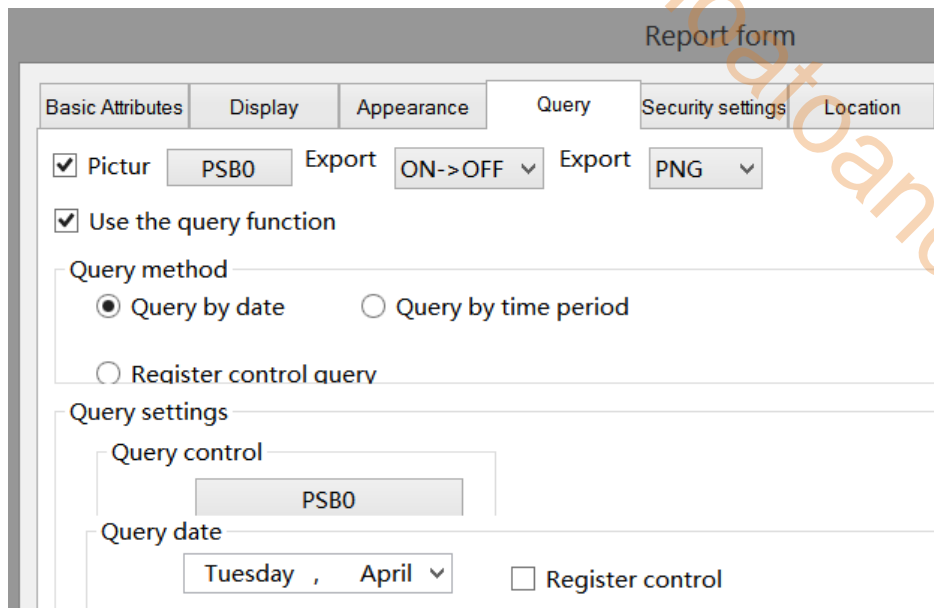 Report form
Basic Attributes Display Appearance Query Security settings Location
Pictur PSB0 Export ON->OFF Export PNG
Use the query function
Query method
Query by date Query by time period
Register control query
Query settings
Query control
PSB0
Query date
Tuesday , April Register control